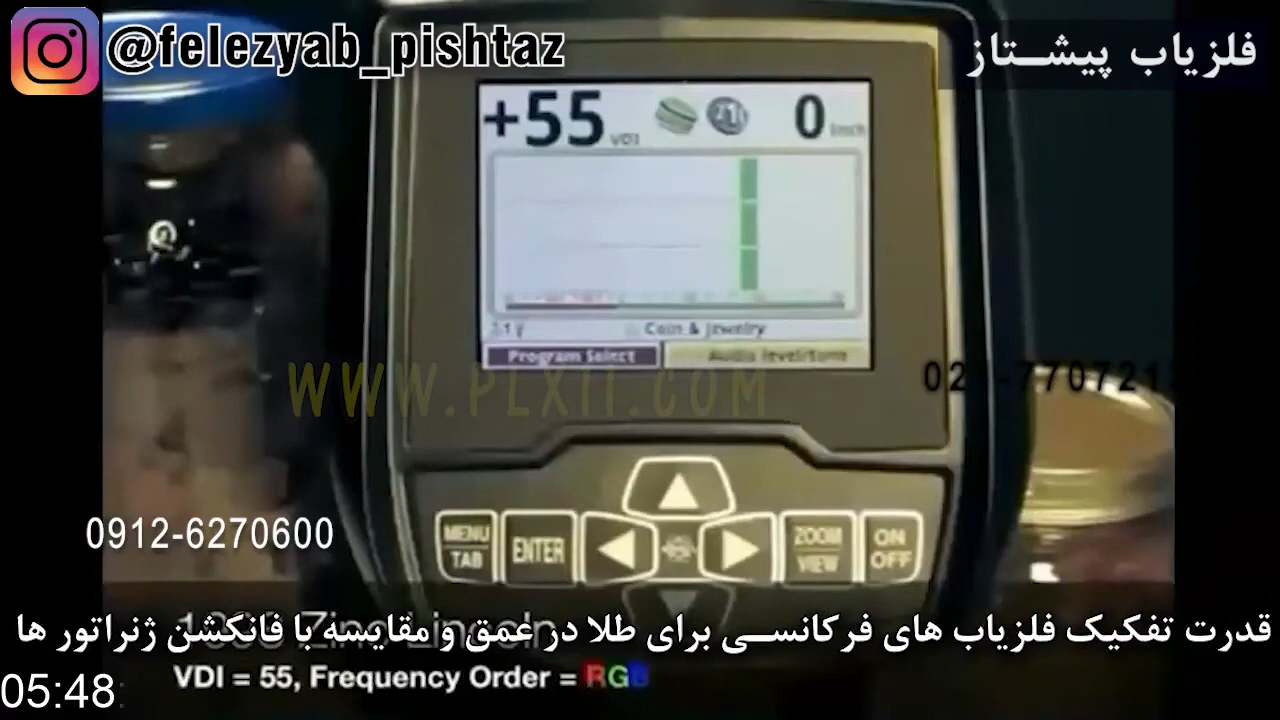 @felezyab_pishtaz
فلزیاب پیشتاز
+55 VDI
0 Inch
Coin & Jewelry
Program Select
Audio level/tone
WWW.PLXII.COM
MENU
TAB
ENTER
ZOOM
VIEW
ON
OFF
0912-6270600
Zinc Lincoln
قدرت تفکیک فلزیاب های فرکانسی برای طلا در عمق و مقایسه با فانکشن ژنراتور ها
VDI = 55, Frequency Order = RGB
05:48